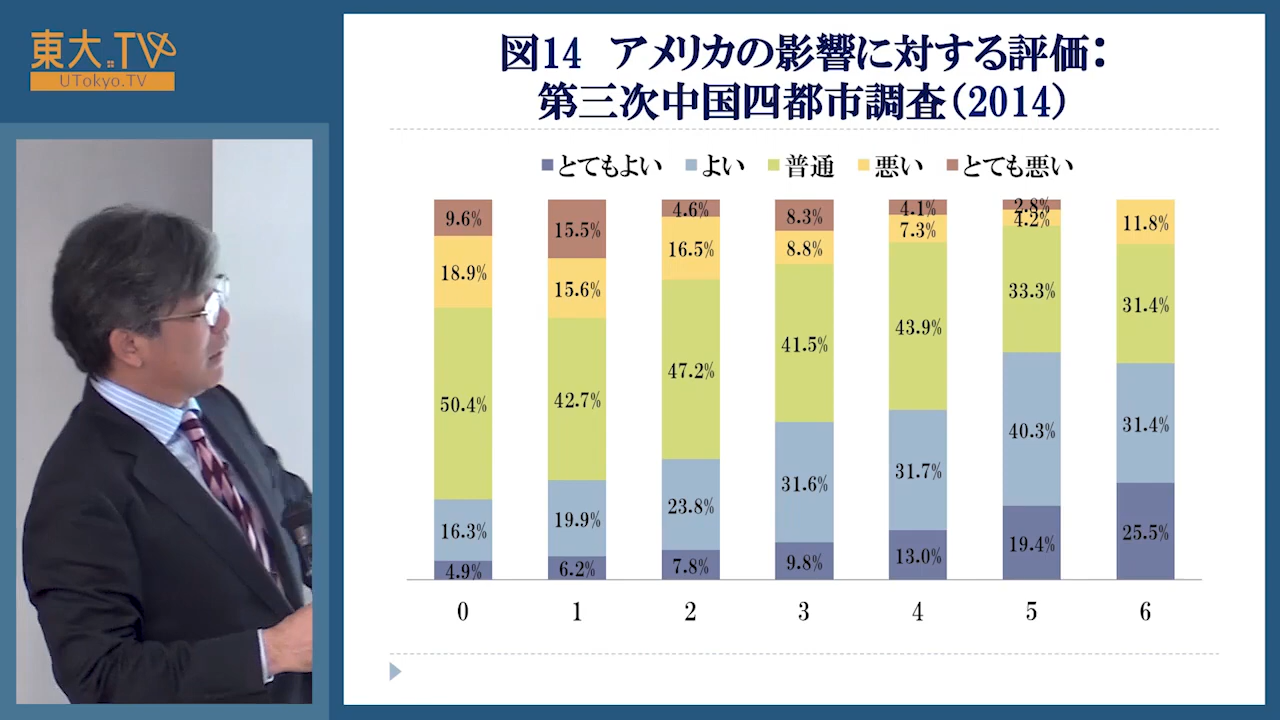 東大.TV
UTokyo.TV
図14 アメリカの影響に対する評価：
第三次中国四都市調査（2014）
とてもよい よい 普通 悪い とても悪い
9.6% 15.5% 4.6% 8.3% 4.1% 2.8% 11.8%
18.9% 15.6% 16.5% 8.8% 7.3% 4.2%
50.4% 42.7% 47.2% 41.5% 43.9% 33.3% 31.4%
16.3% 19.9% 23.8% 31.6% 31.7% 40.3% 31.4%
4.9% 6.2% 7.8% 9.8% 13.0% 19.4% 25.5%
0 1 2 3 4 5 6